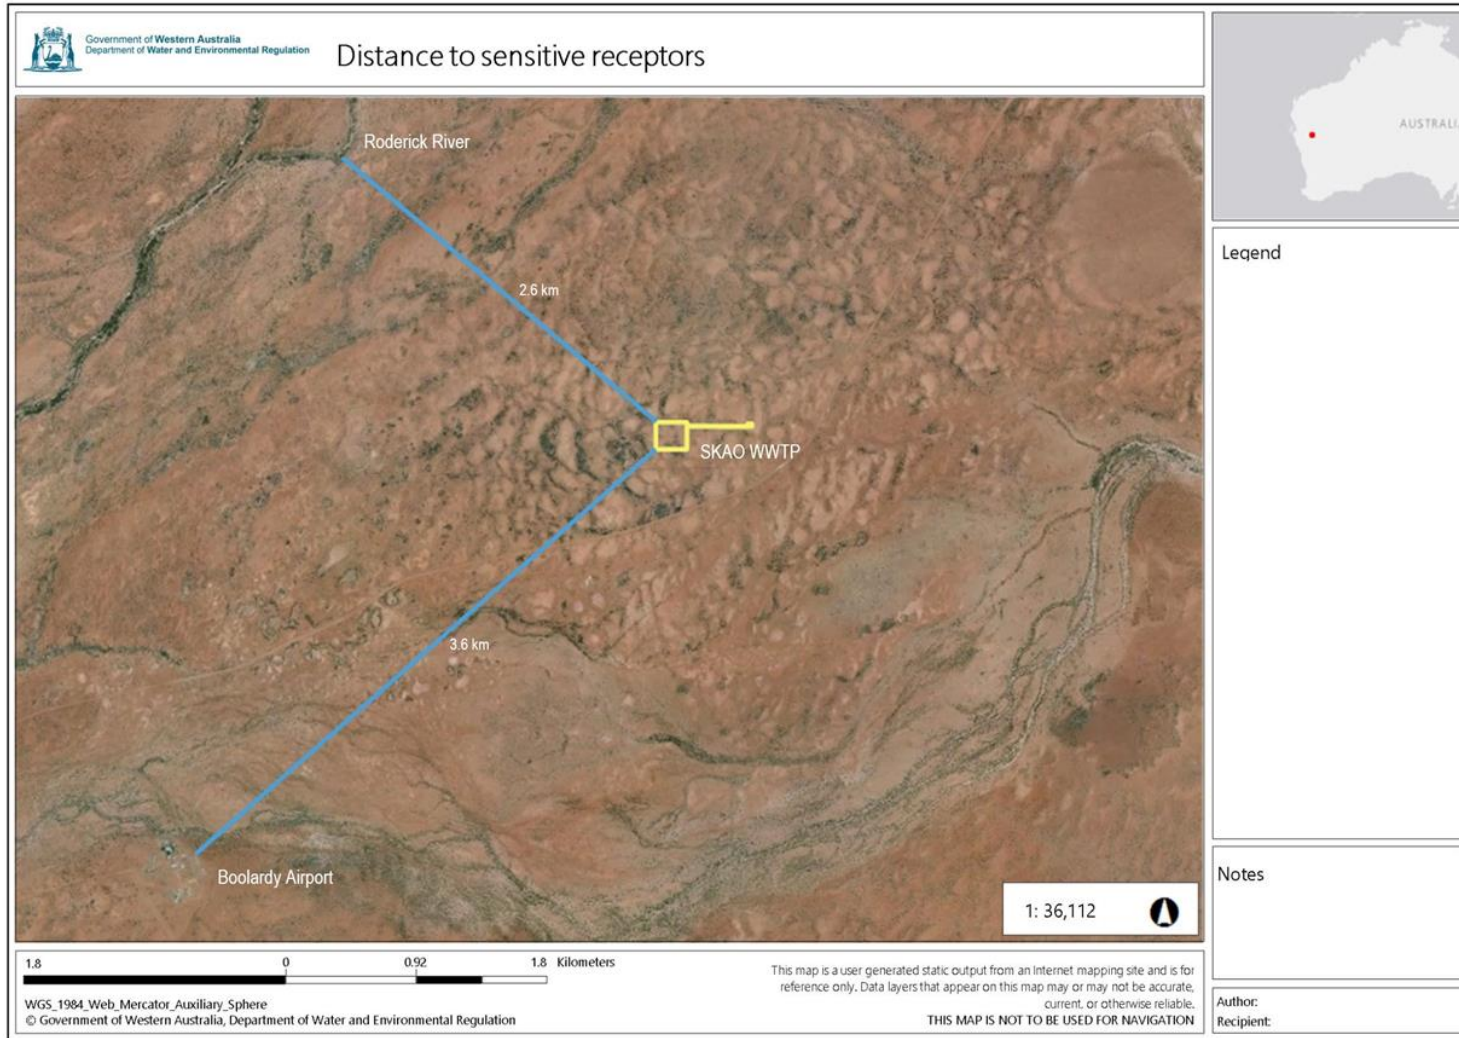 Government of Western Australia
Department of Water and Environmental Regulation
Distance to sensitive receptors
AUSTRALIA
Roderick River
2.6 km
SKAO WWTP
3.6 km
Boolardy Airport
1: 36,112
Legend
Notes
Author:
Recipient:
1.8 0 0.92 1.8 Kilometers
WGS_1984_Web_Mercator_Auxiliary_Sphere
© Government of Western Australia, Department of Water and Environmental Regulation
This map is a user generated static output from an Internet mapping site and is for
reference only. Data layers that appear on this map may or may not be accurate,
current, or otherwise reliable.
THIS MAP IS NOT TO BE USED FOR NAVIGATION